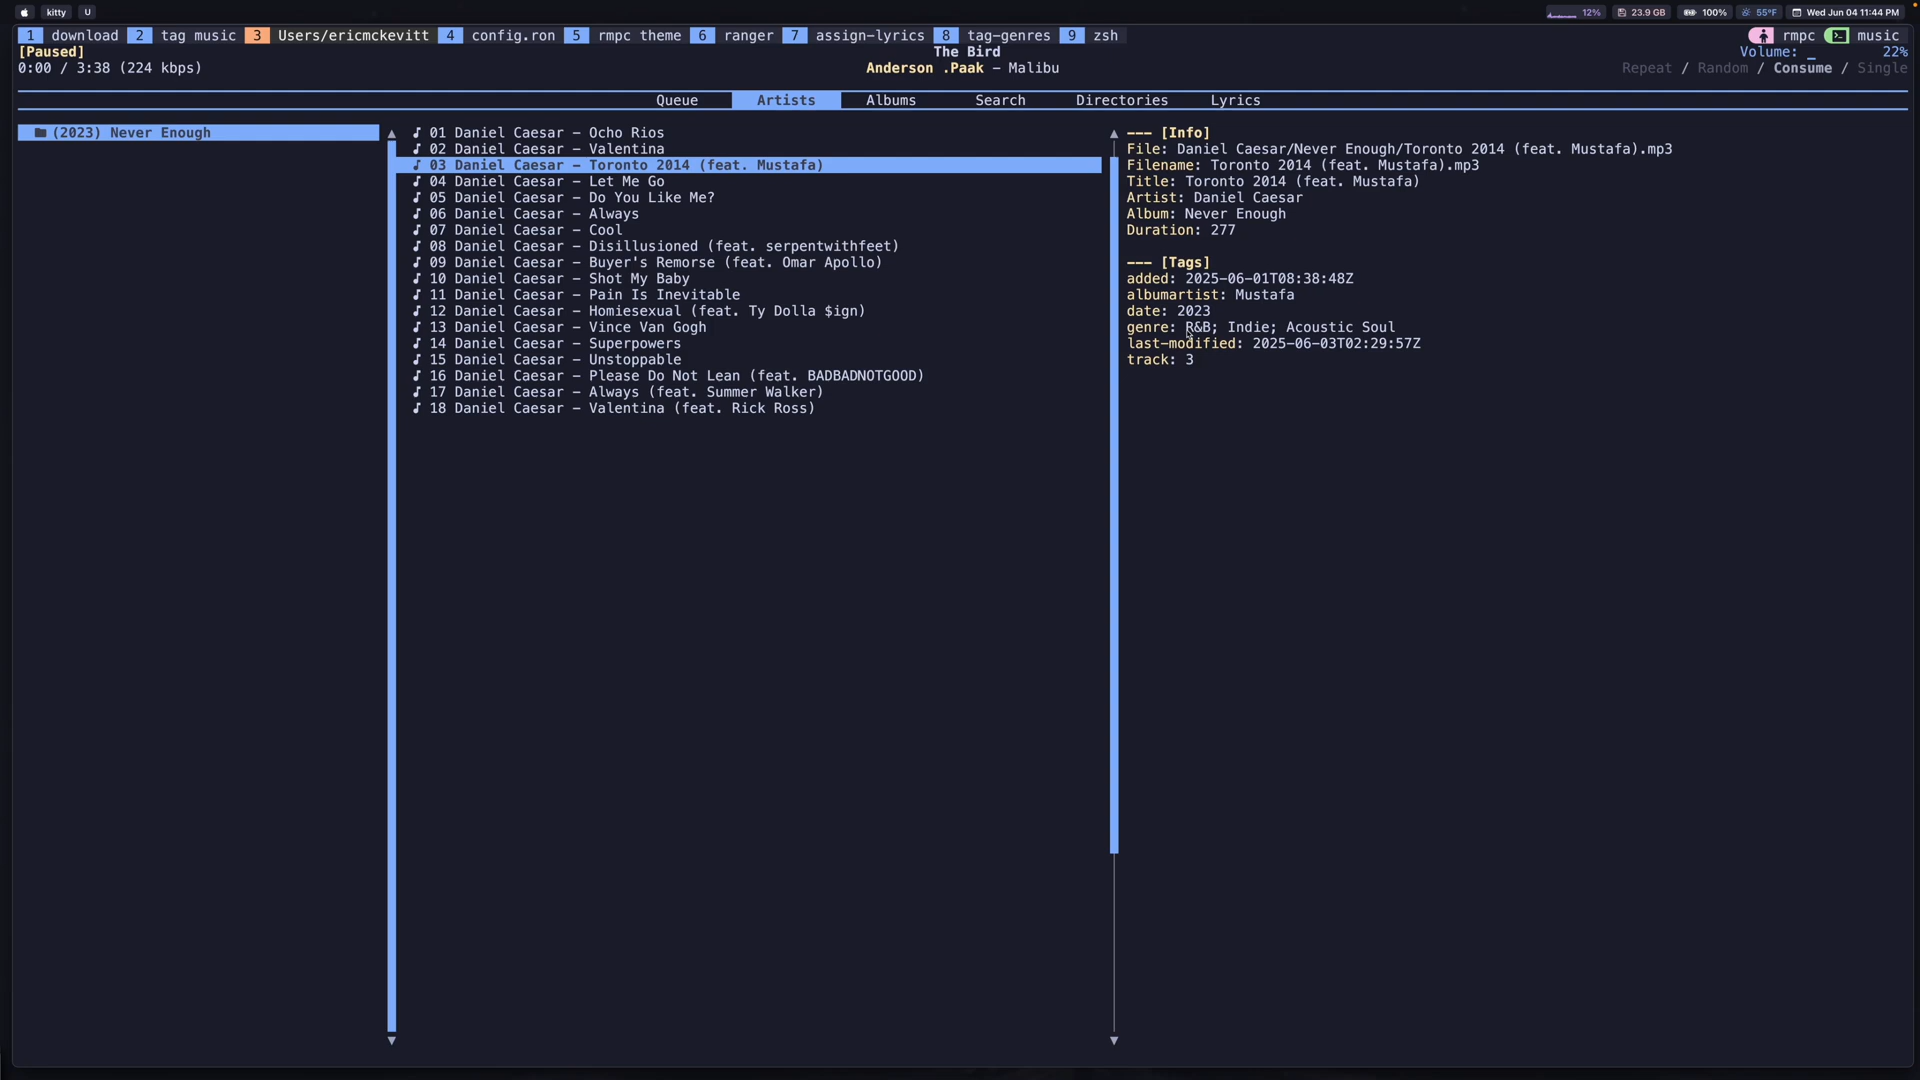 kitty U 12% 23.9 GB 100% 55°F Wed Jun 04 11:44 PM
1 download 2 tag music 3 Users/ericmckevitt 4 config.ron 5 rmpc theme 6 ranger 7 assign-lyrics 8 tag-genres 9 zsh rmpc music
[Paused] The Bird Volume: _ 22%
0:00 / 3:38 (224 kbps) Anderson .Paak - Malibu Repeat / Random / Consume / Single
Queue Artists Albums Search Directories Lyrics
(2023) Never Enough
01 Daniel Caesar - Ocho Rios
02 Daniel Caesar - Valentina
03 Daniel Caesar - Toronto 2014 (feat. Mustafa)
04 Daniel Caesar - Let Me Go
05 Daniel Caesar - Do You Like Me?
06 Daniel Caesar - Always
07 Daniel Caesar - Cool
08 Daniel Caesar - Disillusioned (feat. serpentwithfeet)
09 Daniel Caesar - Buyer's Remorse (feat. Omar Apollo)
10 Daniel Caesar - Shot My Baby
11 Daniel Caesar - Pain Is Inevitable
12 Daniel Caesar - Homiesexual (feat. Ty Dolla $ign)
13 Daniel Caesar - Vince Van Gogh
14 Daniel Caesar - Superpowers
15 Daniel Caesar - Unstoppable
16 Daniel Caesar - Please Do Not Lean (feat. BADBADNOTGOOD)
17 Daniel Caesar - Always (feat. Summer Walker)
18 Daniel Caesar - Valentina (feat. Rick Ross)
--- [Info]
File: Daniel Caesar/Never Enough/Toronto 2014 (feat. Mustafa).mp3
Filename: Toronto 2014 (feat. Mustafa).mp3
Title: Toronto 2014 (feat. Mustafa)
Artist: Daniel Caesar
Album: Never Enough
Duration: 277
--- [Tags]
added: 2025-06-01T08:38:48Z
albumartist: Mustafa
date: 2023
genre: R&B; Indie; Acoustic Soul
last-modified: 2025-06-03T02:29:57Z
track: 3